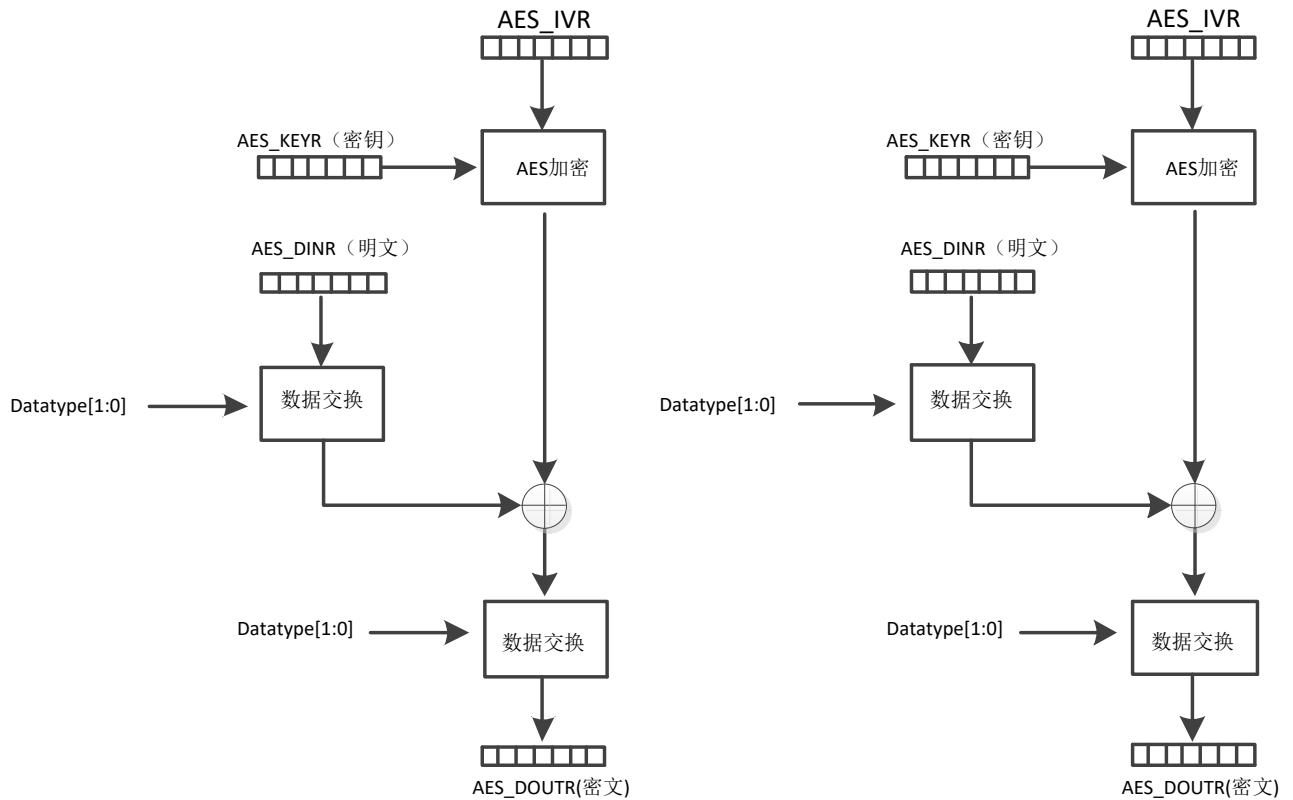 AES_IVR
AES_KEYR（密钥）
AES加密
AES_DINR（明文）
Datatype[1:0]
数据交换
Datatype[1:0]
数据交换
AES_DOUTR(密文)
AES_IVR
AES_KEYR（密钥）
AES加密
AES_DINR（明文）
Datatype[1:0]
数据交换
Datatype[1:0]
数据交换
AES_DOUTR(密文)